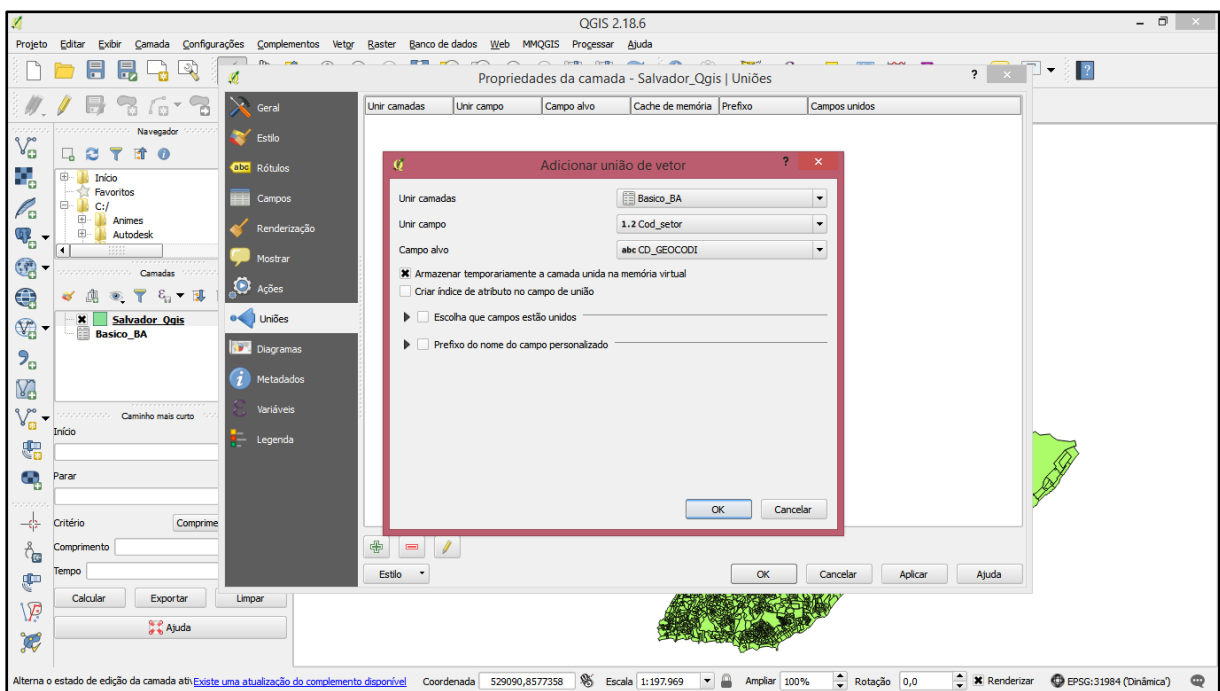 QGIS 2.18.6
Projeto Editar Exibir Camada Configurações Complementos Vetor Raster Banco de dados Web MMQGIS Processar Ajuda
Propriedades da camada - Salvador_Qgis | Uniões
?
Navegador
Início
Favoritos
C:/
Animes
Autodesk
Camadas
Salvador_Qgis
Basico_BA
Caminho mais curto
Início
Parar
Critério Comprime
Comprimento
Tempo
Calcular Exportar Limpar
Ajuda
Geral
Estilo
abc Rótulos
Campos
Renderização
Mostrar
Ações
Uniões
Diagramas
Metadados
Variáveis
Legenda
Unir camadas Unir campo Campo alvo Cache de memória Prefixo Campos unidos
Adicionar união de vetor ?
Unir camadas Basico_BA
Unir campo 1.2 Cod_setor
Campo alvo abc CD_GEOCODI
Armazenar temporariamente a camada unida na memória virtual
Criar índice de atributo no campo de união
Escolha que campos estão unidos
Prefixo do nome do campo personalizado
OK Cancelar
Estilo OK Cancelar Aplicar Ajuda
Alterna o estado de edição da camada ati Existe uma atualização do complemento disponível Coordenada 529090,8577358 Escala 1:197.969 Ampliar 100% Rotação 0,0 Renderizar EPSG:31984 ('Dinâmica')